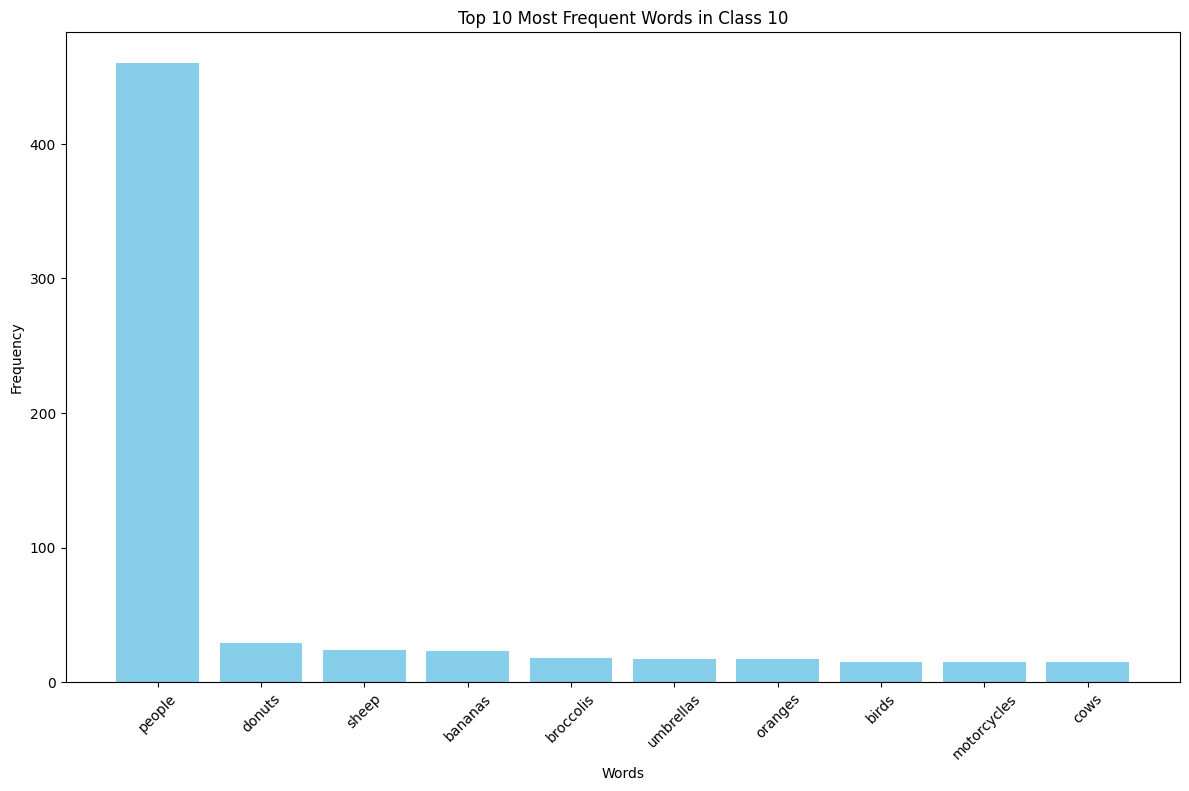 Top 10 Most Frequent Words in Class 10
Frequency
400
300
200
100
0
people
donuts
sheep
bananas
broccolis
umbrellas
oranges
birds
motorcycles
cows
Words